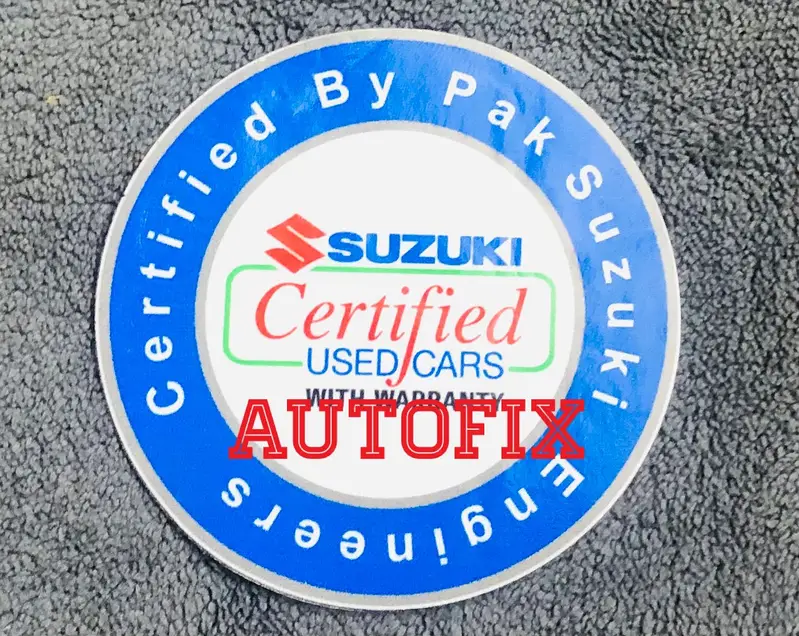 Certified By Pak Suzuki Engineers
SUZUKI
Certified
USED CARS
WITH WARRANTY
AUTOFIX